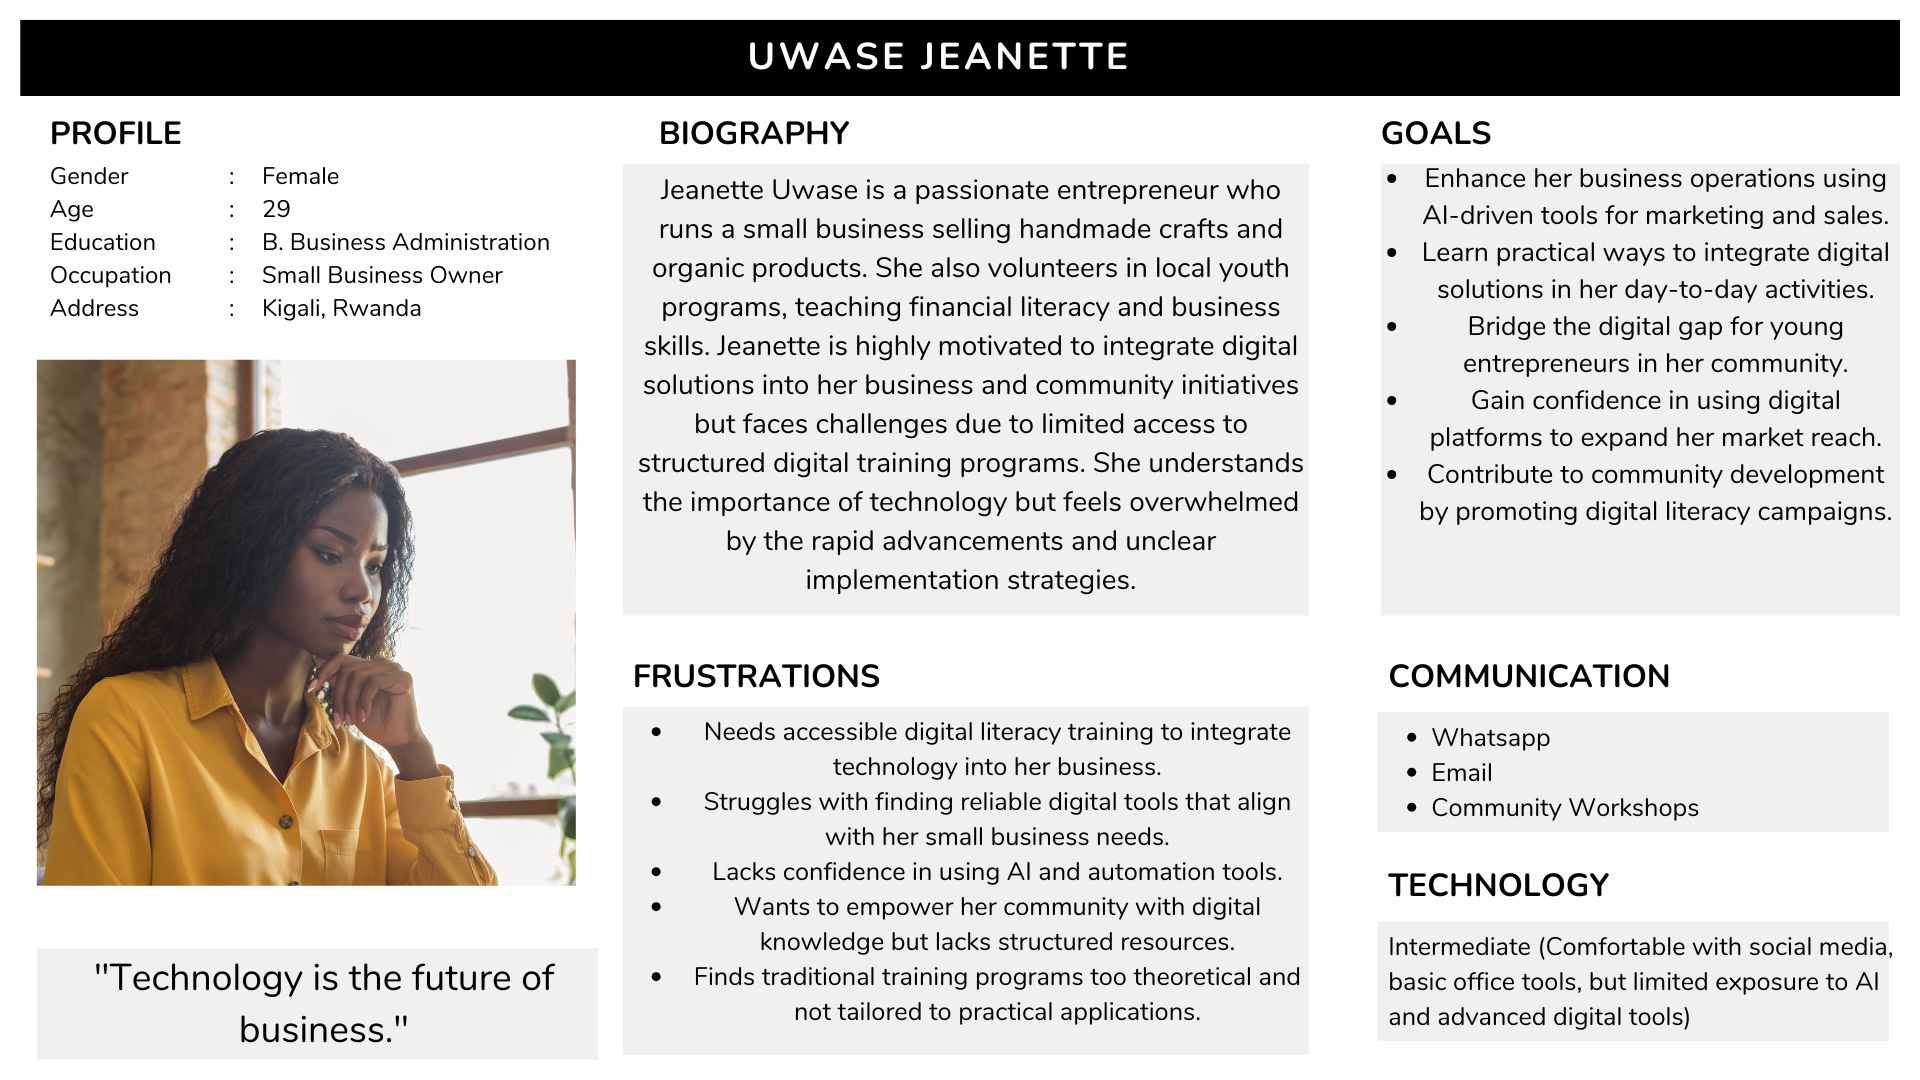 UWASE JEANETTE
PROFILE
Gender : Female
Age : 29
Education : B. Business Administration
Occupation : Small Business Owner
Address : Kigali, Rwanda
"Technology is the future of
business."
BIOGRAPHY
Jeanette Uwase is a passionate entrepreneur who
runs a small business selling handmade crafts and
organic products. She also volunteers in local youth
programs, teaching financial literacy and business
skills. Jeanette is highly motivated to integrate digital
solutions into her business and community initiatives
but faces challenges due to limited access to
structured digital training programs. She understands
the importance of technology but feels overwhelmed
by the rapid advancements and unclear
implementation strategies.
FRUSTRATIONS
• Needs accessible digital literacy training to integrate
technology into her business.
• Struggles with finding reliable digital tools that align
with her small business needs.
• Lacks confidence in using AI and automation tools.
• Wants to empower her community with digital
knowledge but lacks structured resources.
• Finds traditional training programs too theoretical and
not tailored to practical applications.
GOALS
• Enhance her business operations using
AI-driven tools for marketing and sales.
• Learn practical ways to integrate digital
solutions in her day-to-day activities.
• Bridge the digital gap for young
entrepreneurs in her community.
• Gain confidence in using digital
platforms to expand her market reach.
• Contribute to community development
by promoting digital literacy campaigns.
COMMUNICATION
• Whatsapp
• Email
• Community Workshops
TECHNOLOGY
Intermediate (Comfortable with social media,
basic office tools, but limited exposure to AI
and advanced digital tools)